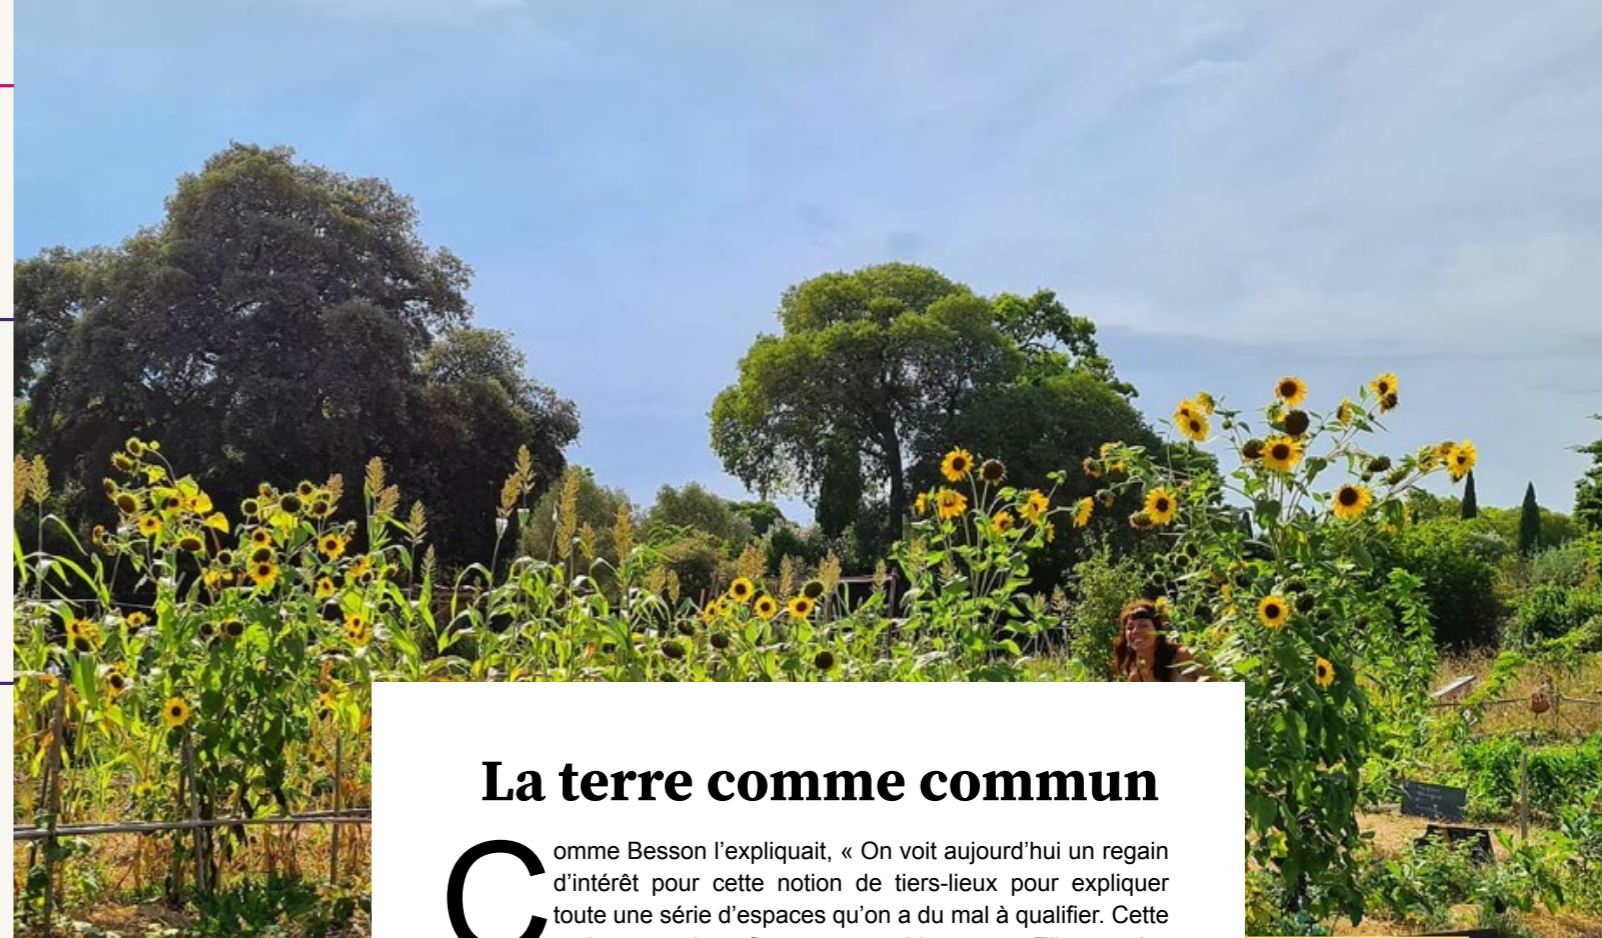 La terre comme commun
Comme Besson l’expliquait, « On voit aujourd’hui un regain
d’intérêt pour cette notion de tiers-lieux pour expliquer
toute une série d’espaces qu’on a du mal à qualifier. Cette